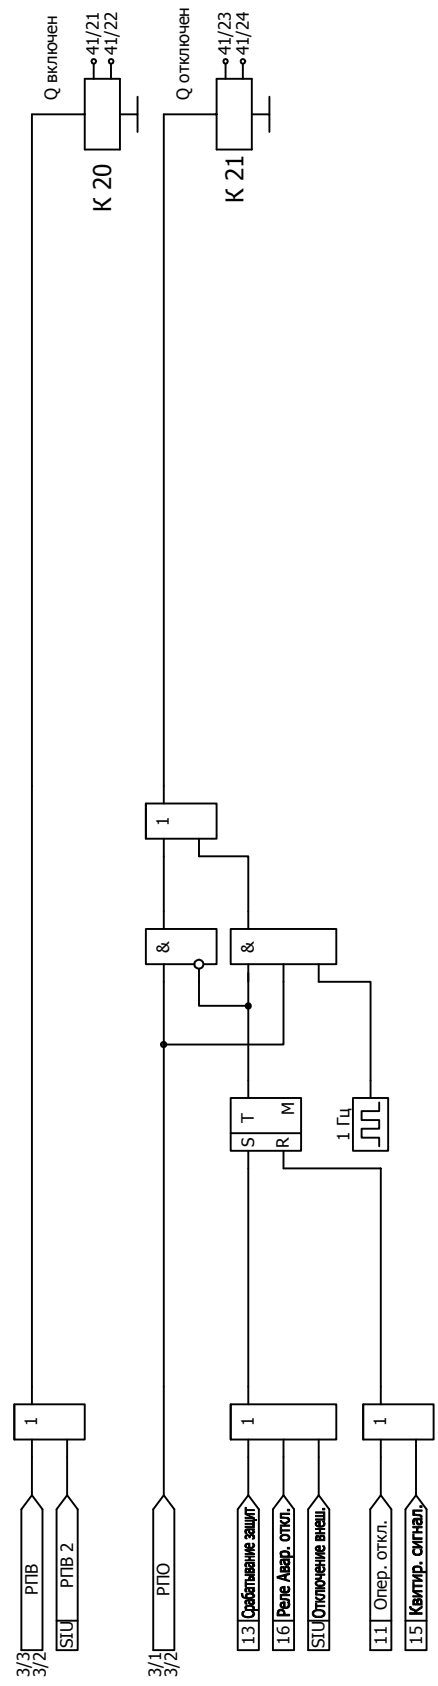 3/3
3/2
РПВ
SIU РПВ 2
1
Q включен
41/21
41/22
К 20
3/1
3/2
РПО
&
1
Q отключен
41/23
41/24
К 21
13 Срабатывание защит
16 Реле Авар. откл.
SIU Отключение внеш.
1
S T
R M
&
1 Гц
11 Опер. откл.
15 Квитир. сигнал.
1